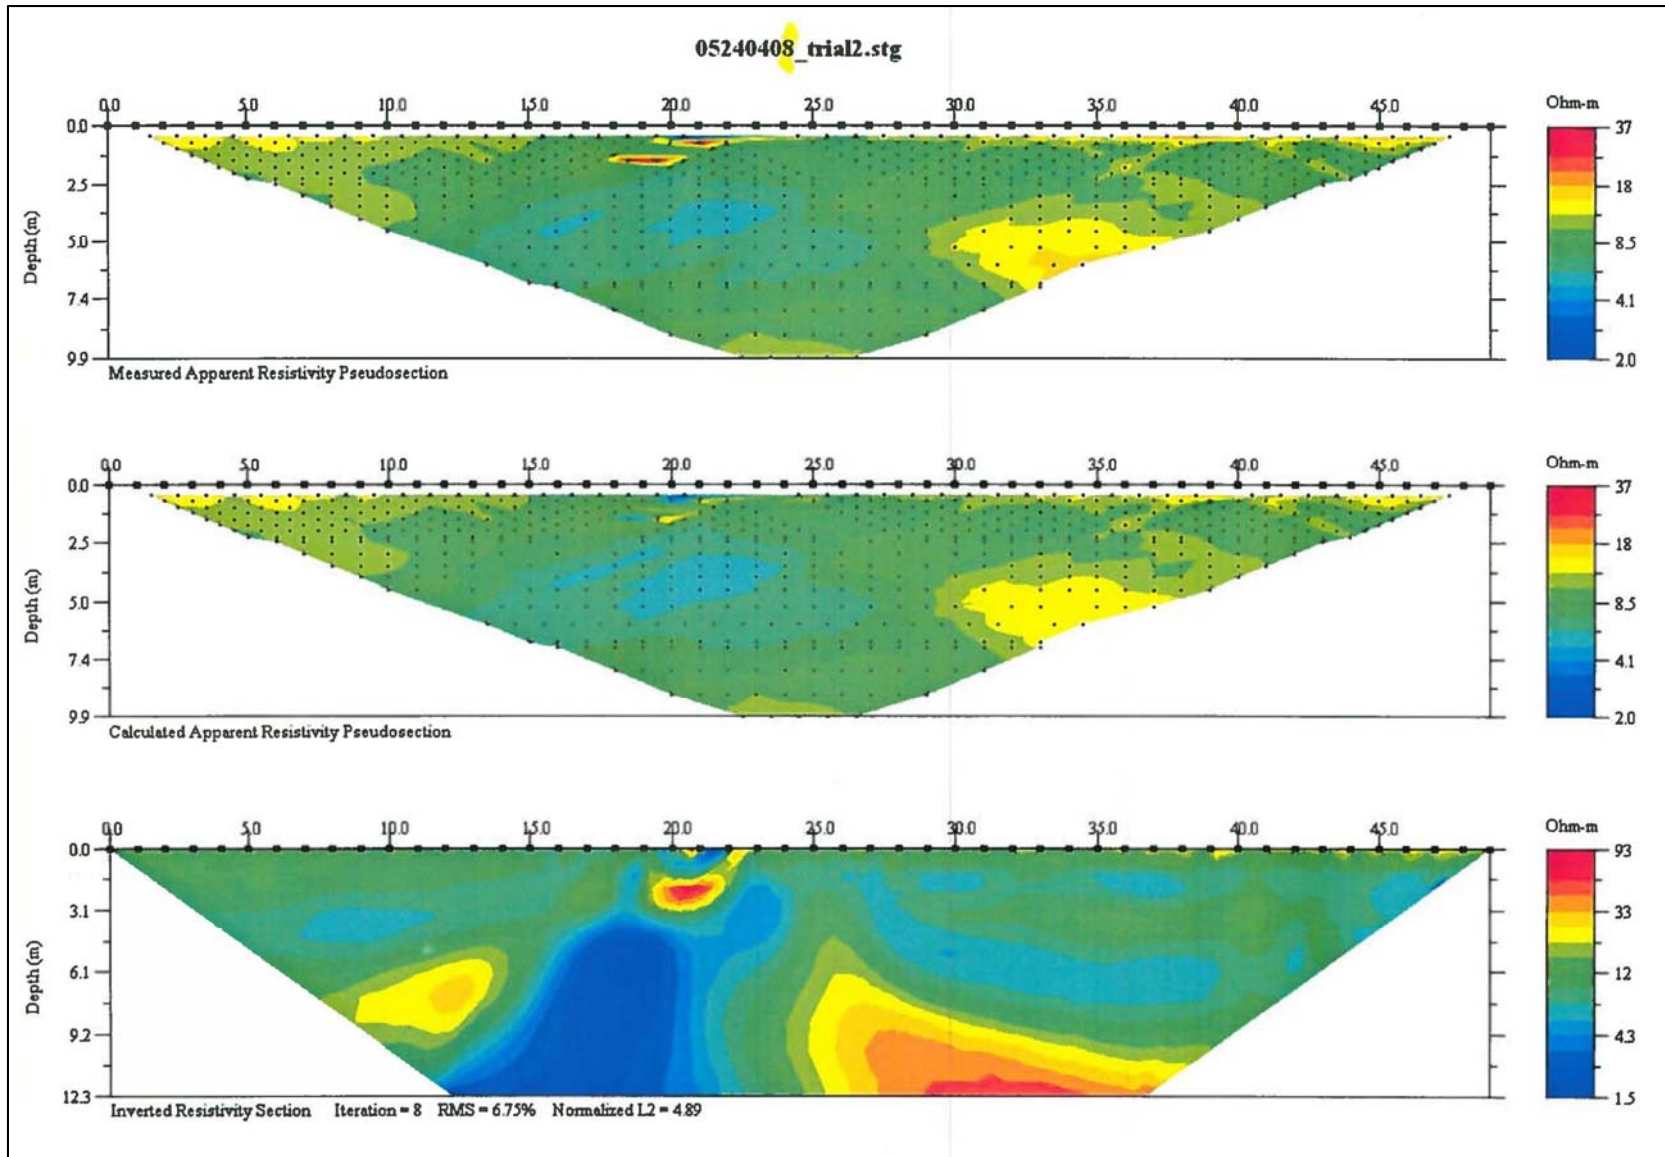 05240408_trial2.stg
0.0 5.0 10.0 15.0 20.0 25.0 30.0 35.0 40.0 45.0
Ohm-m
0.0
2.5
5.0
7.4
9.9
Depth (m)
37
18
8.5
4.1
2.0
Measured Apparent Resistivity Pseudosection
0.0 5.0 10.0 15.0 20.0 25.0 30.0 35.0 40.0 45.0
Ohm-m
0.0
2.5
5.0
7.4
9.9
Depth (m)
37
18
8.5
4.1
2.0
Calculated Apparent Resistivity Pseudosection
0.0 5.0 10.0 15.0 20.0 25.0 30.0 35.0 40.0 45.0
Ohm-m
0.0
3.1
6.1
9.2
12.3
Depth (m)
93
33
12
4.3
1.5
Inverted Resistivity Section Iteration = 8 RMS = 6.75% Normalized L2 = 4.89